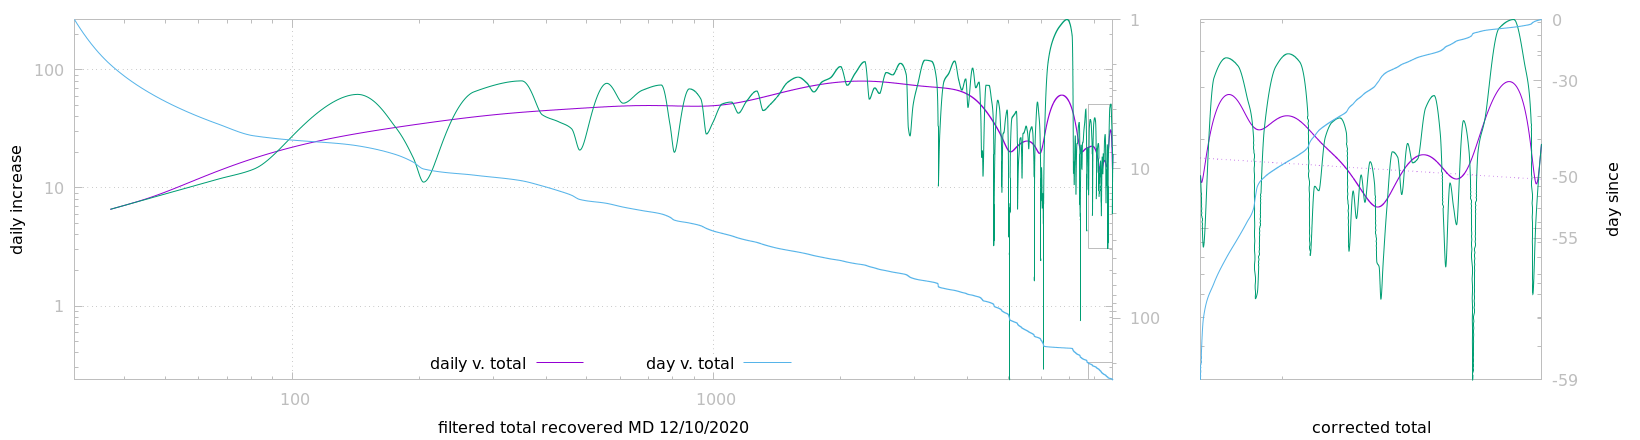 daily increase
100
10
1
100
1000
filtered total recovered MD 12/10/2020
daily v. total
day v. total
1
10
100
corrected total
0
-30
-50
-55
-59
day since